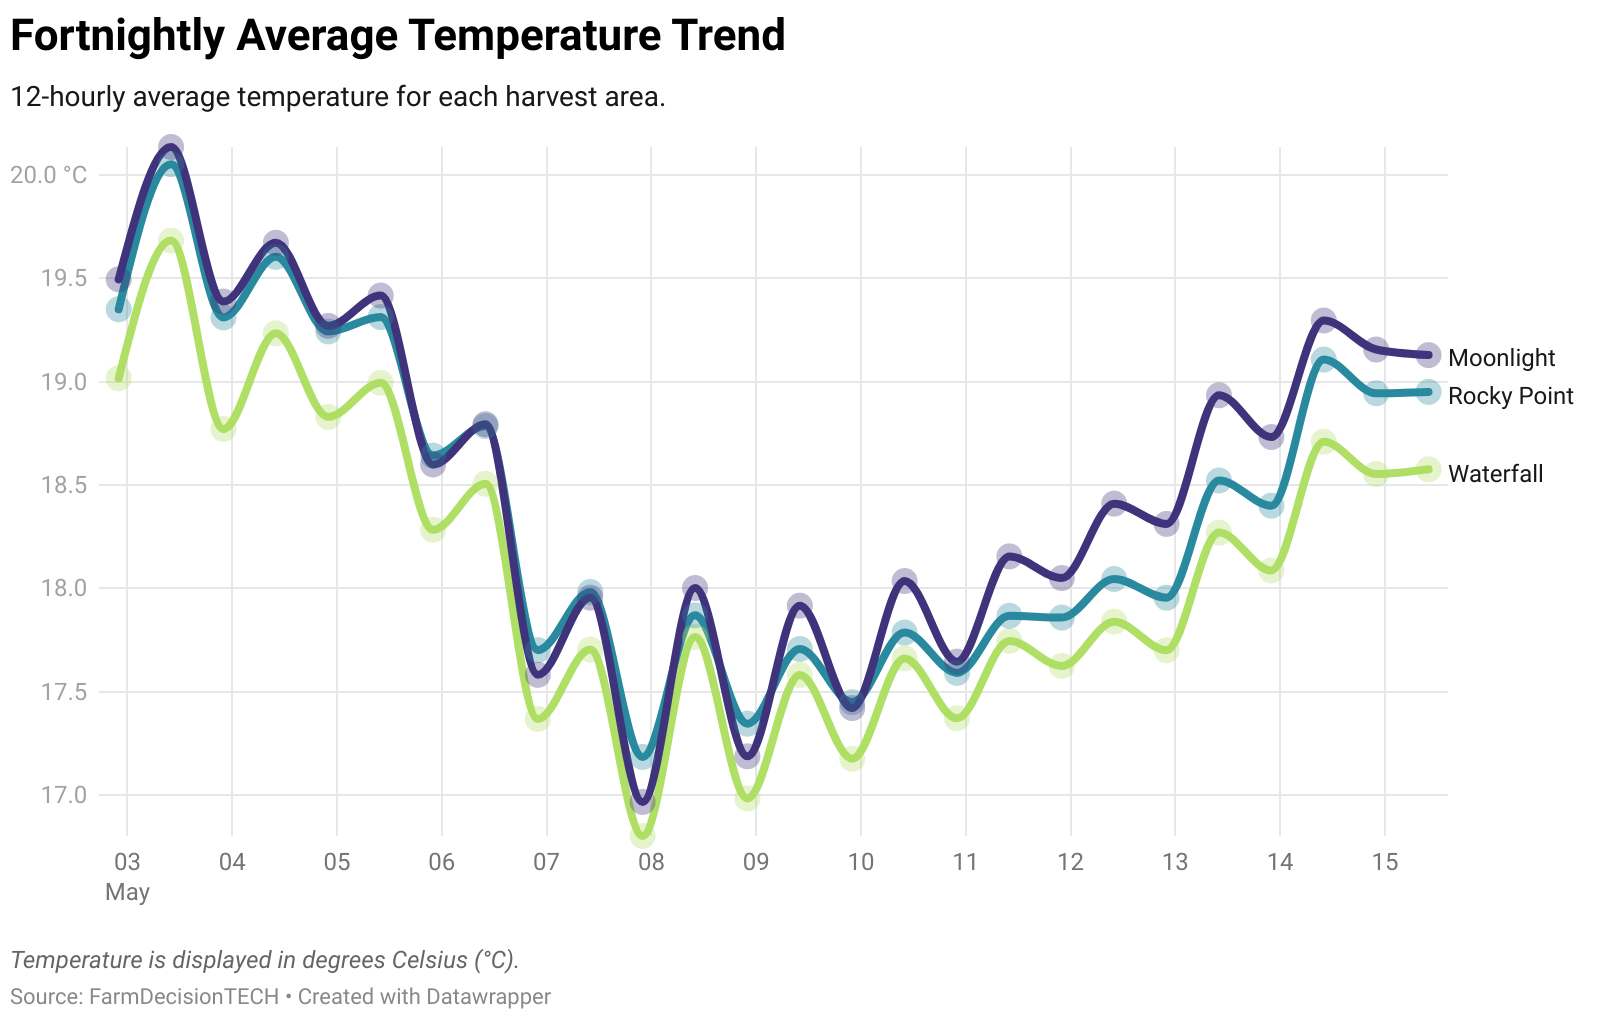 Fortnightly Average Temperature Trend
12-hourly average temperature for each harvest area.
20.0 °C
19.5
19.0
18.5
18.0
17.5
17.0
Moonlight
Rocky Point
Waterfall
03 04 05 06 07 08 09 10 11 12 13 14 15
May
Temperature is displayed in degrees Celsius (°C).
Source: FarmDecisionTECH • Created with Datawrapper